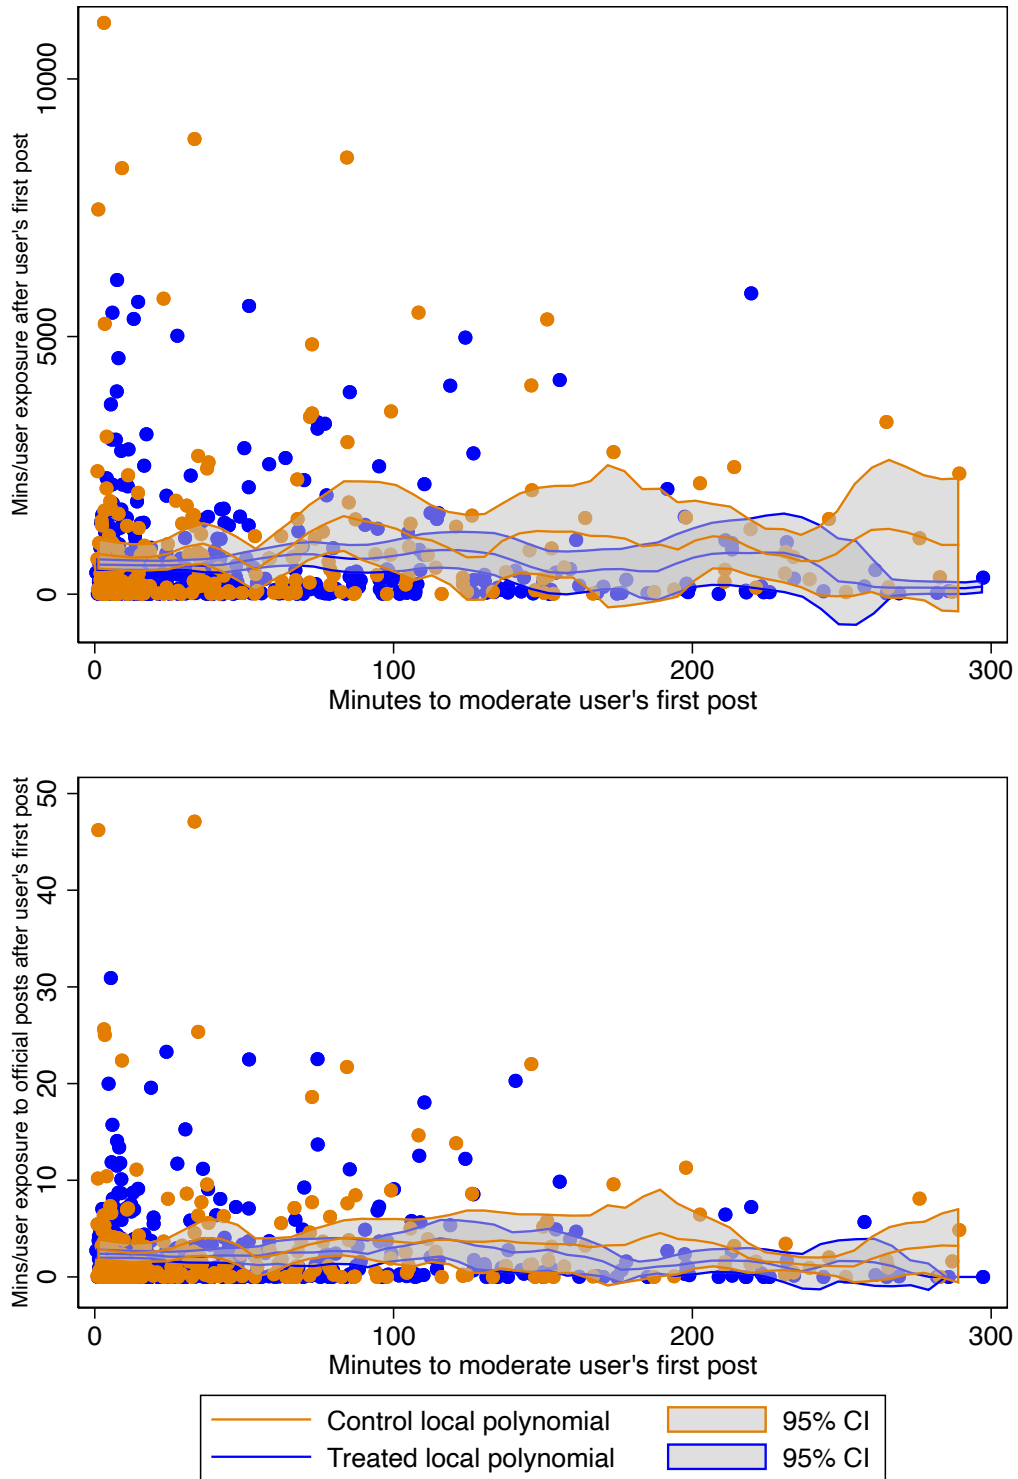 Mins/user exposure after user's first post
10000
5000
0
0 100 200 300
Minutes to moderate user's first post
Mins/user exposure to official posts after user's first post
50
40
30
20
10
0
0 100 200 300
Minutes to moderate user's first post
Control local polynomial 95% CI
Treated local polynomial 95% CI